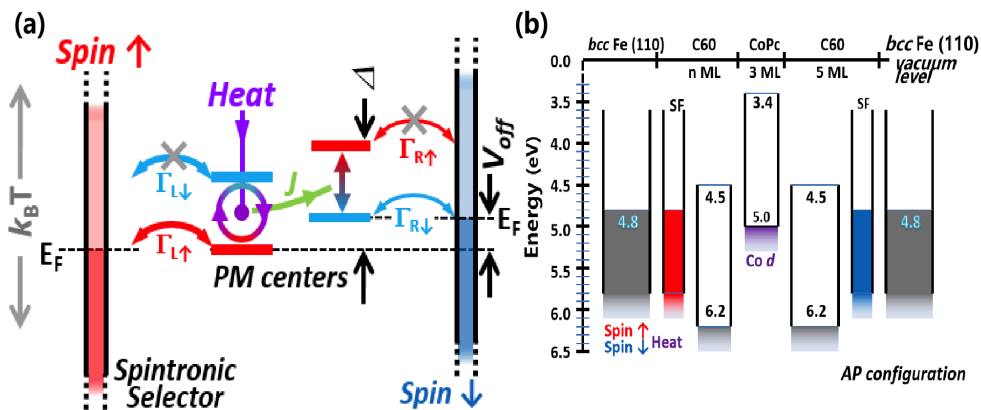 (a)
Spin ↑
Heat
Δ
k_BT
Γ_L↓
J
Γ_R↑
V_off
E_F
Γ_L↑
Γ_R↓
E_F
PM centers
Spintronic
Selector
Spin ↓
(b)
bcc Fe (110)
C60
CoPc
C60
bcc Fe (110)
n ML
3 ML
5 ML
vacuum
level
Energy (eV)
0.0
3.5
4.0
4.5
5.0
5.5
6.0
6.5
SF
3.4
SF
4.8
4.5
5.0
4.5
4.8
Co d
6.2
6.2
Spin ↑
Spin ↓
Heat
AP configuration